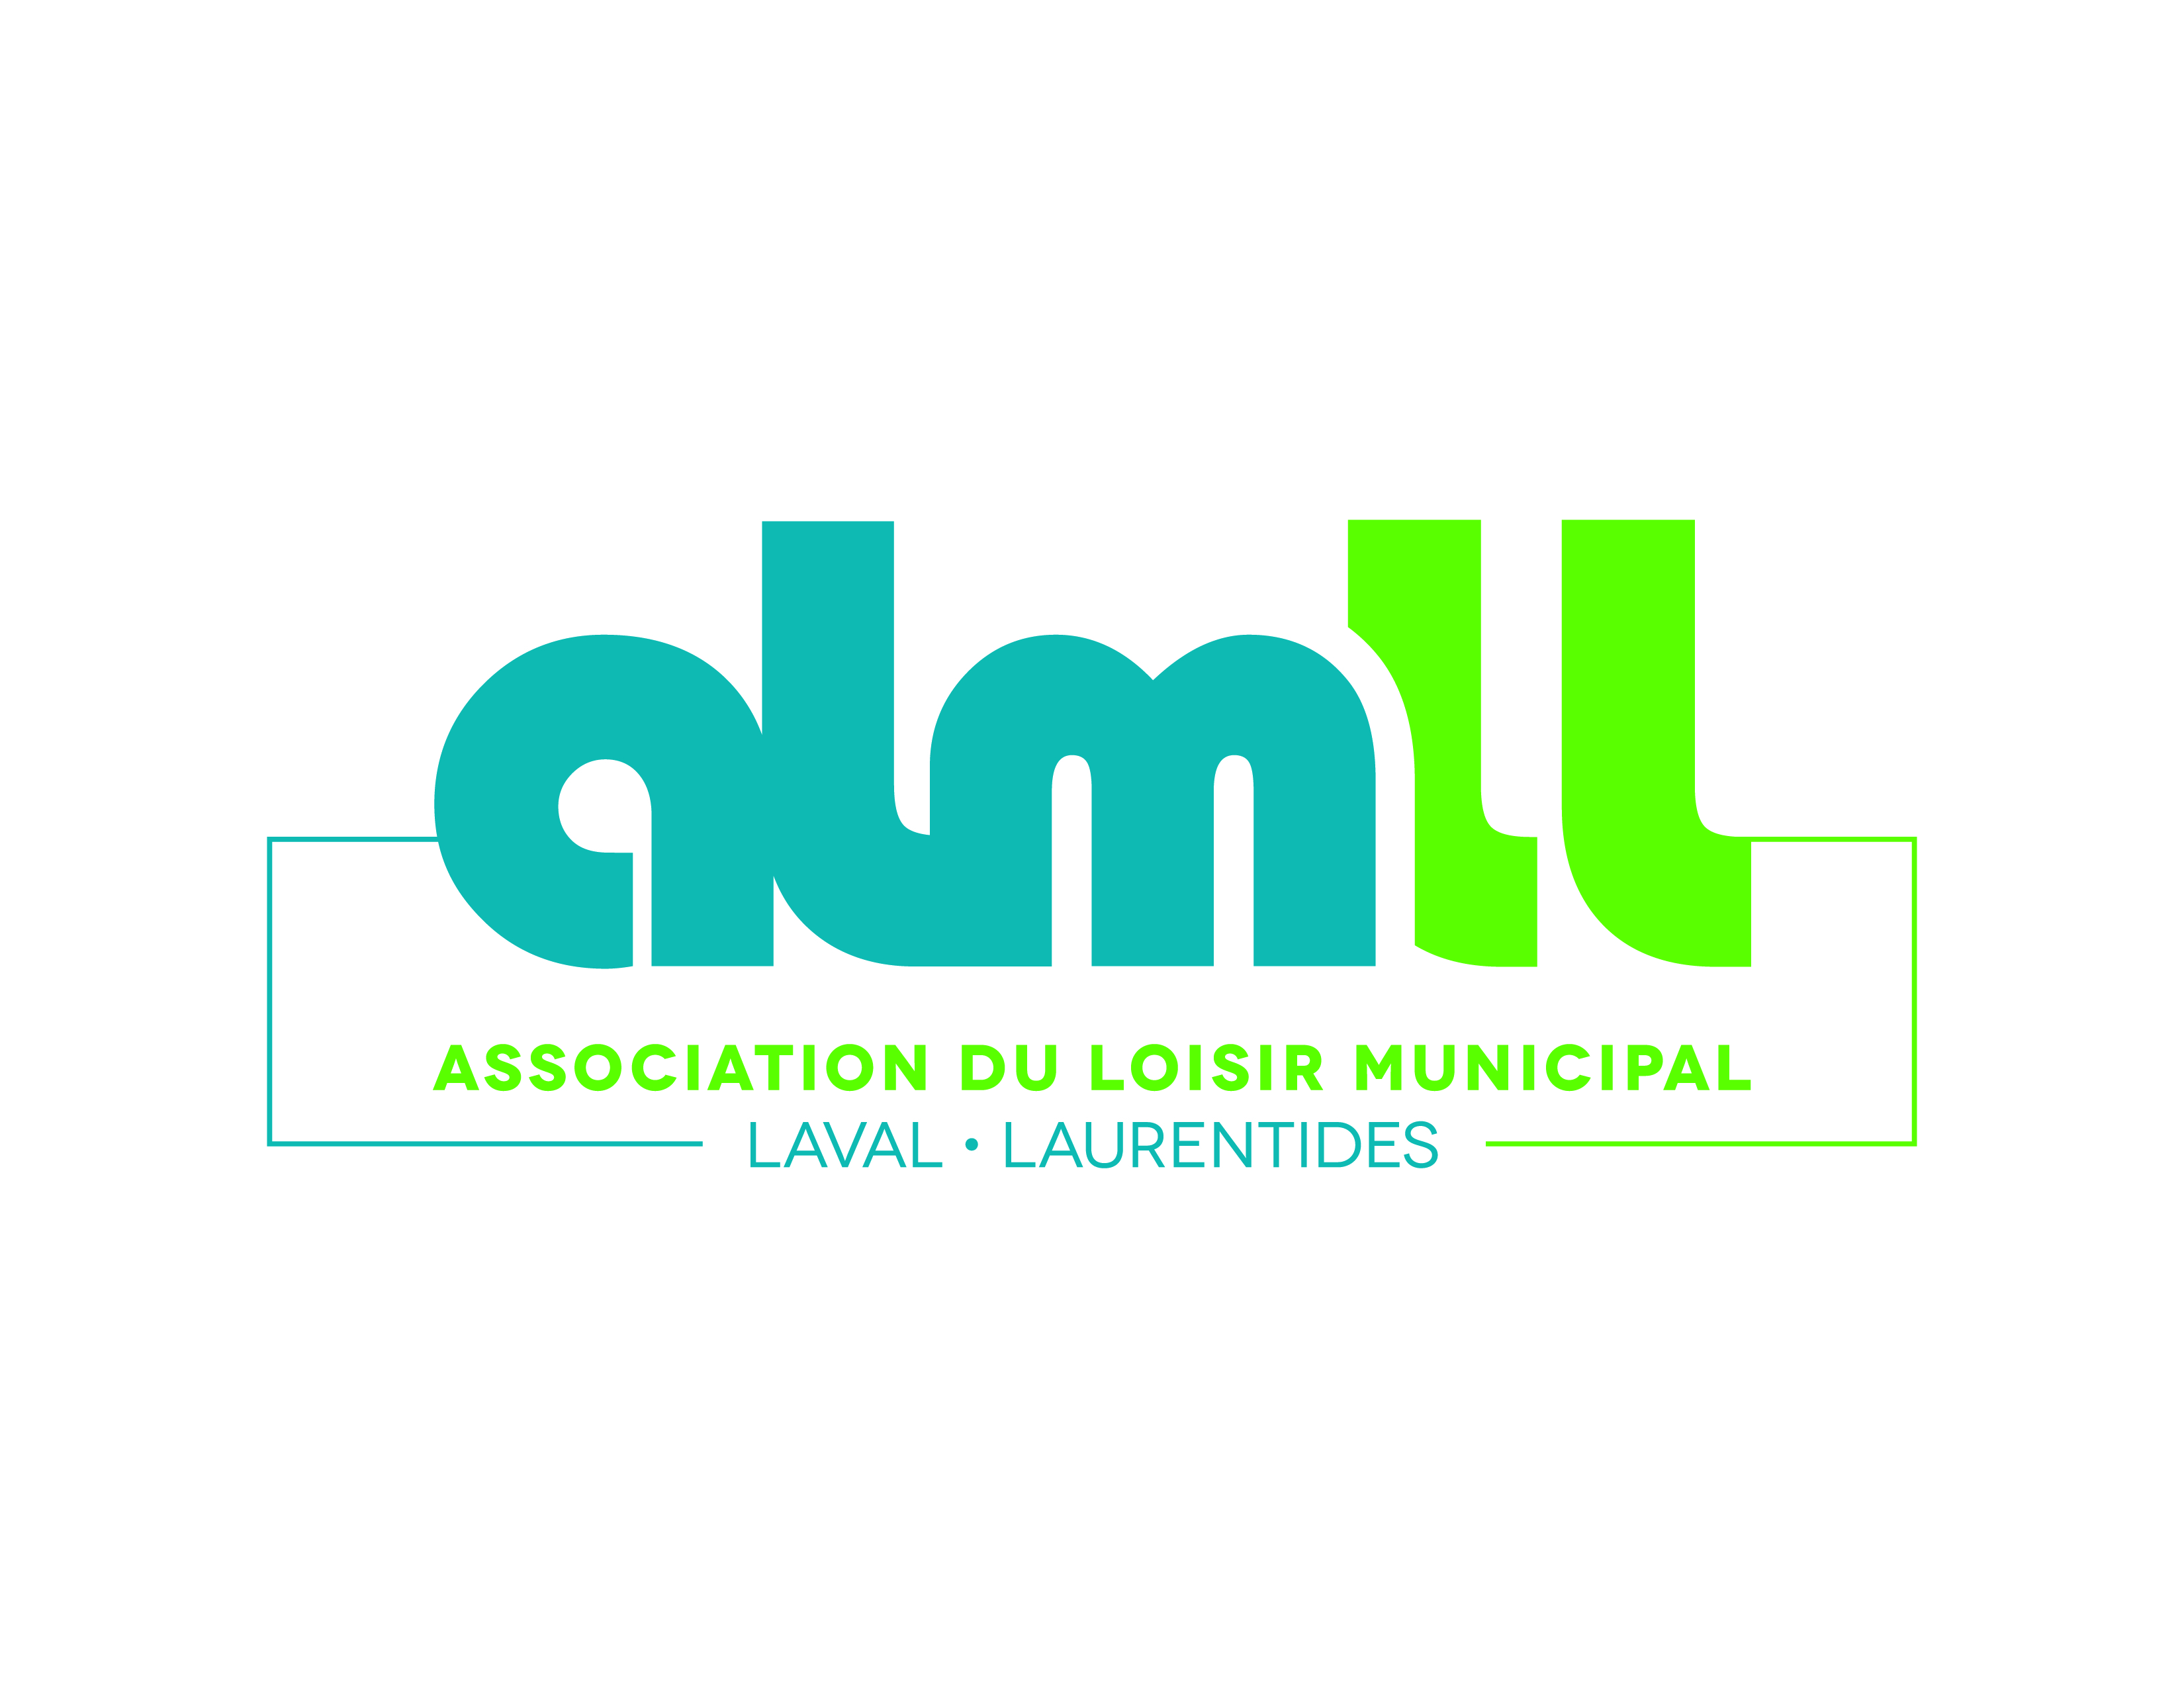 almll
ASSOCIATION DU LOISIR MUNICIPAL
LAVAL • LAURENTIDES